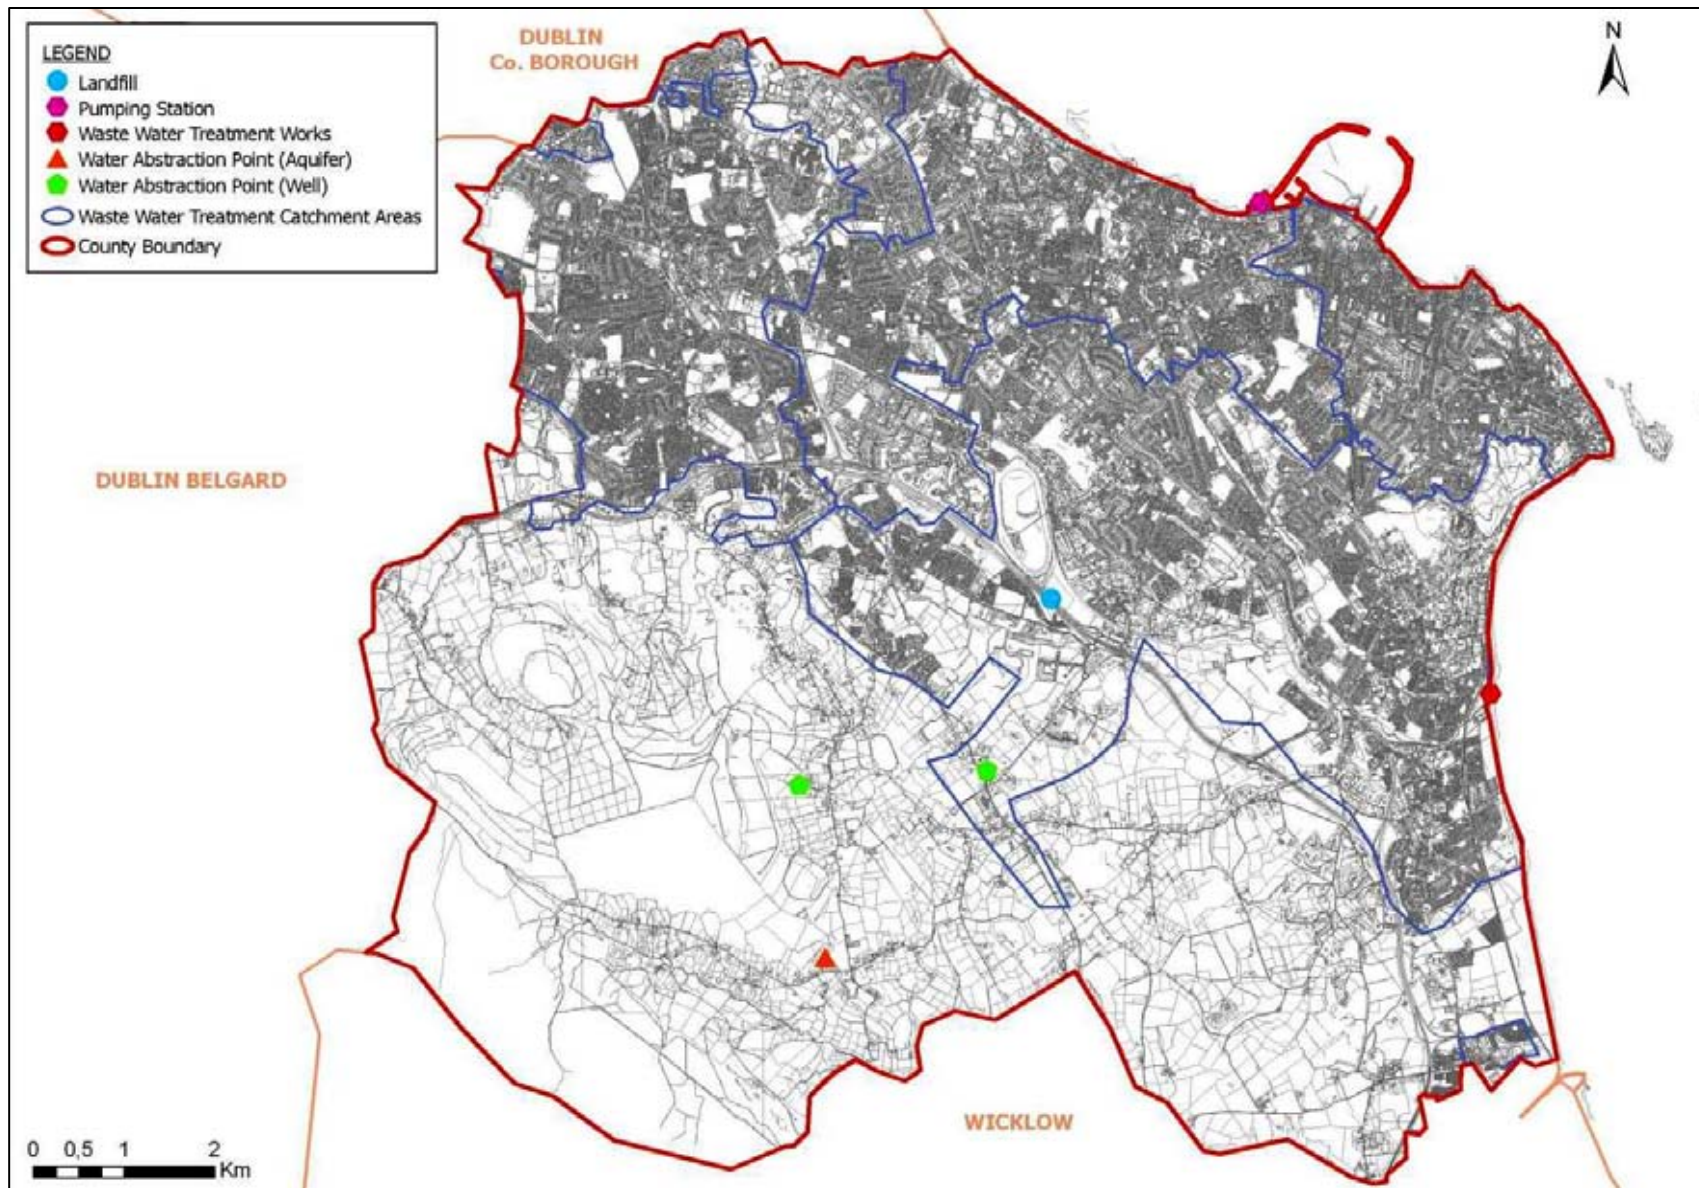 DUBLIN
Co. BOROUGH
N
LEGEND
Landfill
Pumping Station
Waste Water Treatment Works
Water Abstraction Point (Aquifer)
Water Abstraction Point (Well)
Waste Water Treatment Catchment Areas
County Boundary
DUBLIN BELGARD
WICKLOW
0 0,5 1 2
Km